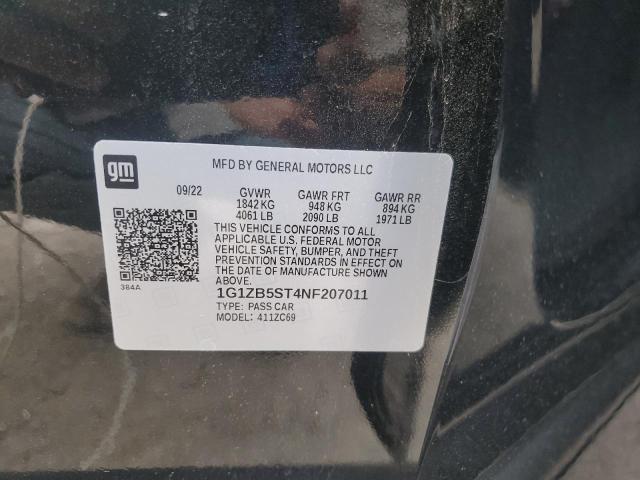 gm
MFD BY GENERAL MOTORS LLC
09/22 GVWR GAWR FRT GAWR RR
1842 KG 948 KG 894 KG
4061 LB 2090 LB 1971 LB
THIS VEHICLE CONFORMS TO ALL
APPLICABLE U.S. FEDERAL MOTOR
VEHICLE SAFETY, BUMPER, AND THEFT
PREVENTION STANDARDS IN EFFECT ON
THE DATE OF MANUFACTURE SHOWN
ABOVE.
384A
1G1ZB5ST4NF207011
TYPE: PASS CAR
MODEL: 411ZC69